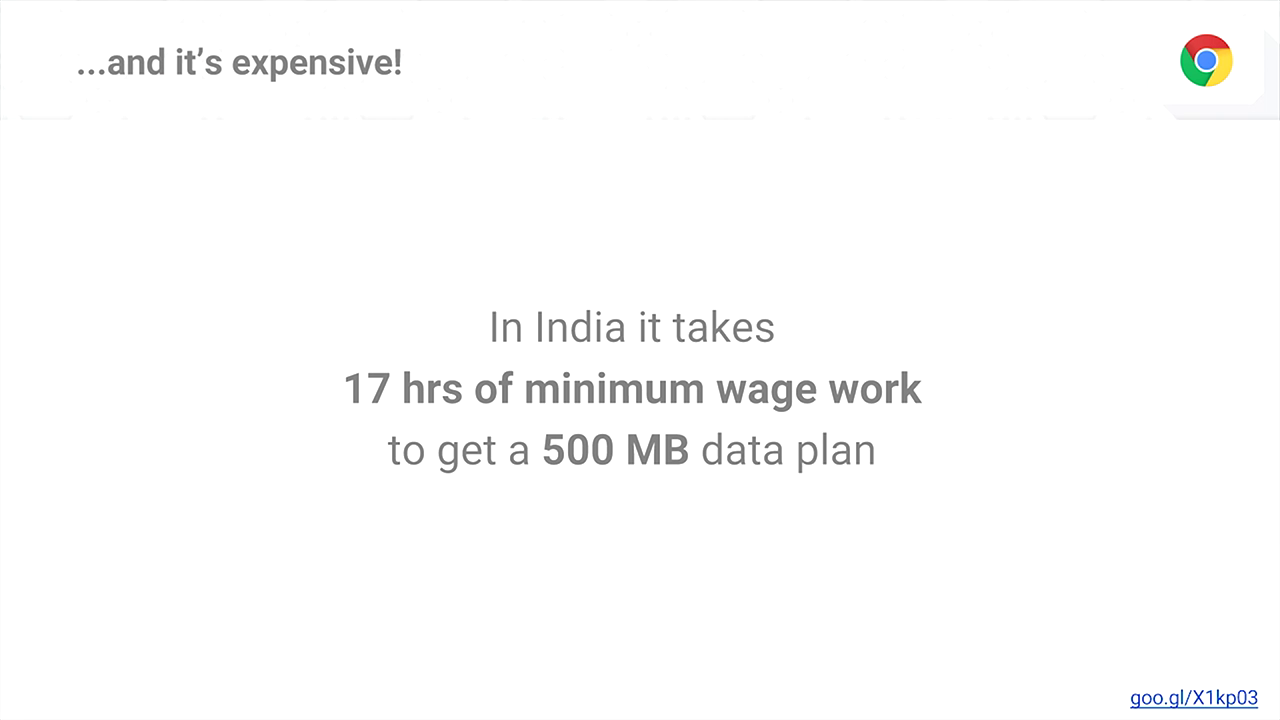 ...and it’s expensive!
In India it takes
17 hrs of minimum wage work
to get a 500 MB data plan
goo.gl/X1kp03